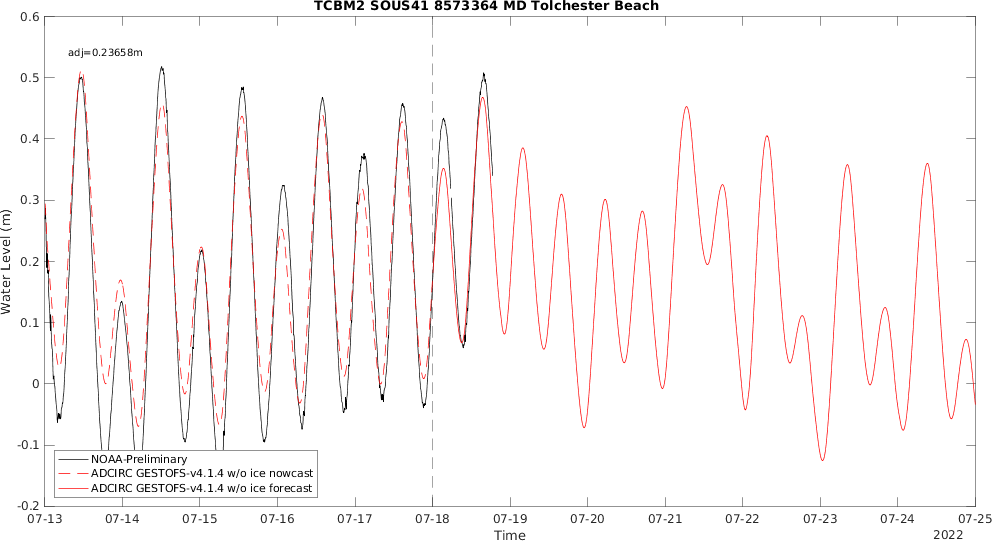 TCBM2 SOUS41 8573364 MD Tolchester Beach
adj=0.23658m
0.6
0.5
0.4
0.3
0.2
0.1
0
-0.1
-0.2
Water Level (m)
NOAA-Preliminary
ADCIRC GESTOFS-v4.1.4 w/o ice nowcast
ADCIRC GESTOFS-v4.1.4 w/o ice forecast
07-13 07-14 07-15 07-16 07-17 07-18 07-19 07-20 07-21 07-22 07-23 07-24 07-25
Time
2022